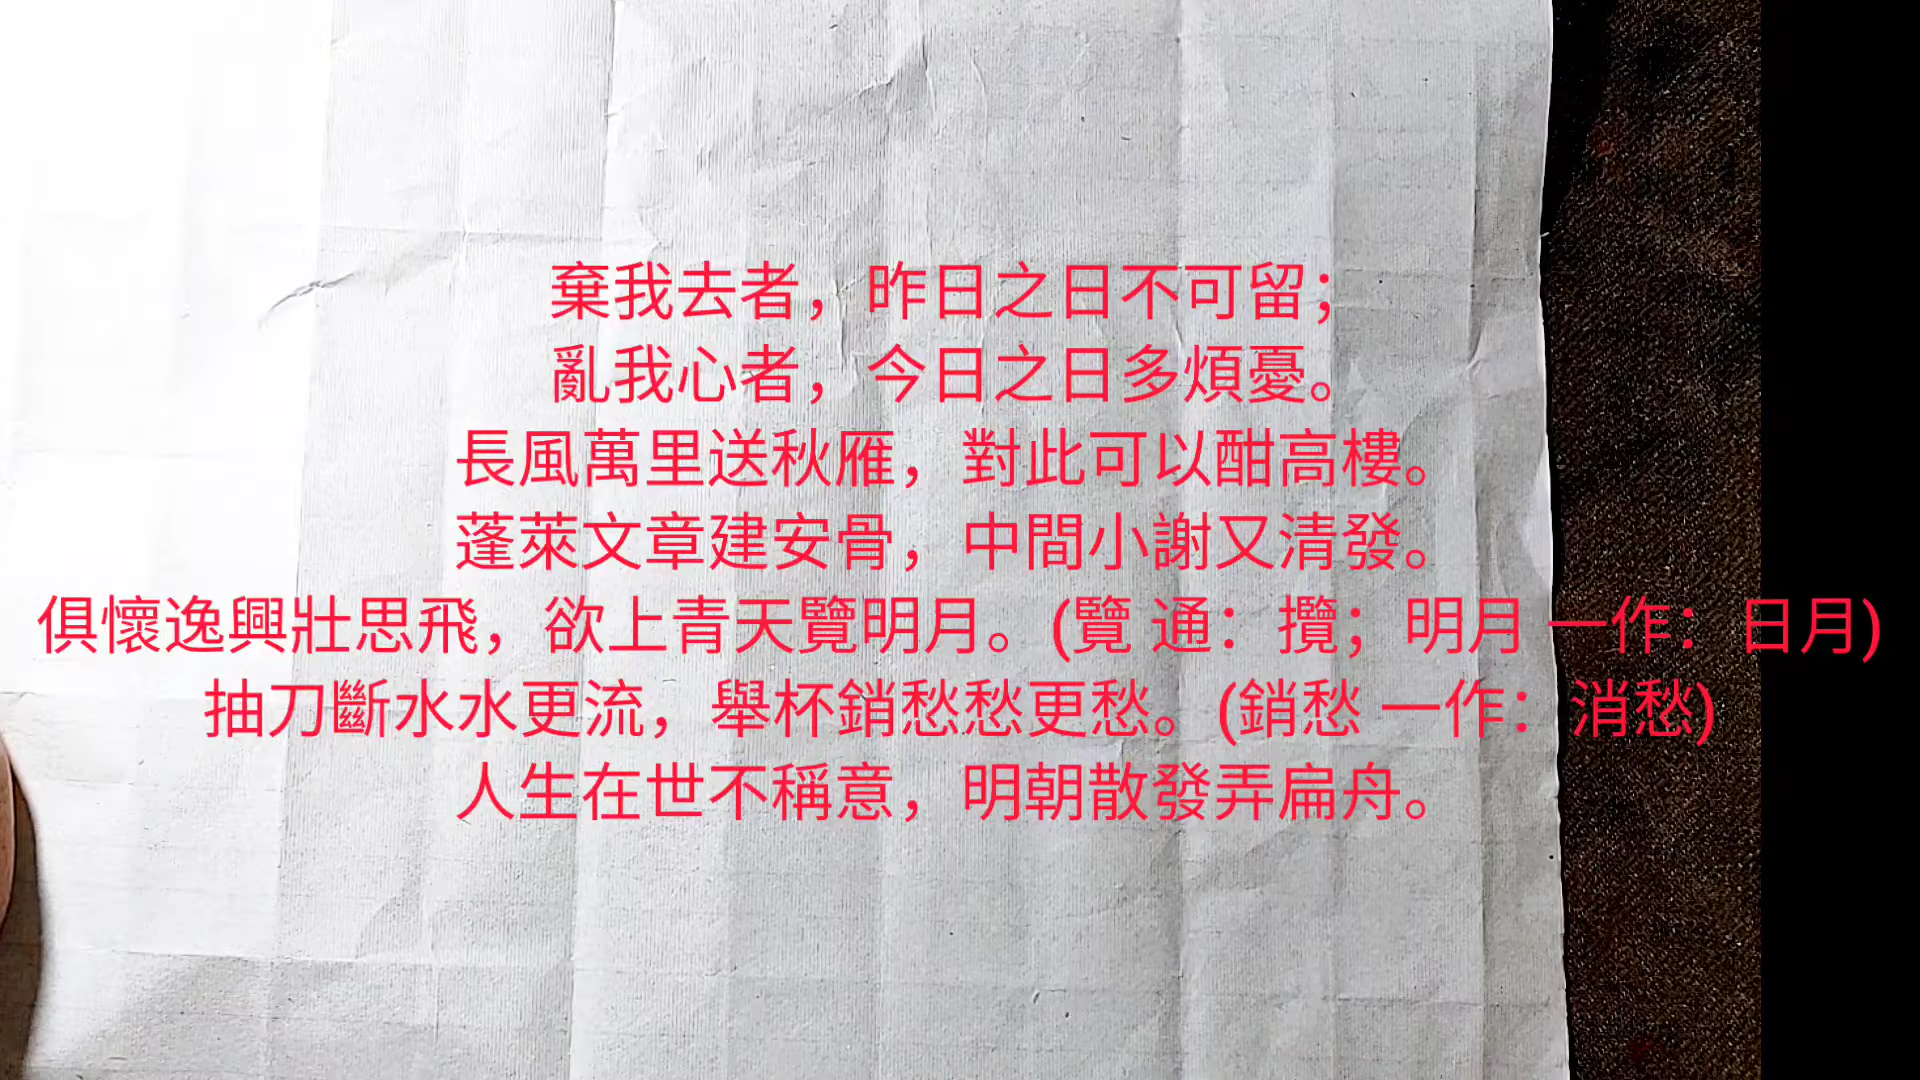 棄我去者，昨日之日不可留；
亂我心者，今日之日多煩憂。
長風萬里送秋雁，對此可以酣高樓。
蓬萊文章建安骨，中間小謝又清發。
俱懷逸興壯思飛，欲上青天覽明月。(覽 通：攬；明月 一作：日月)
抽刀斷水水更流，舉杯銷愁愁更愁。(銷愁 一作：消愁)
人生在世不稱意，明朝散發弄扁舟。